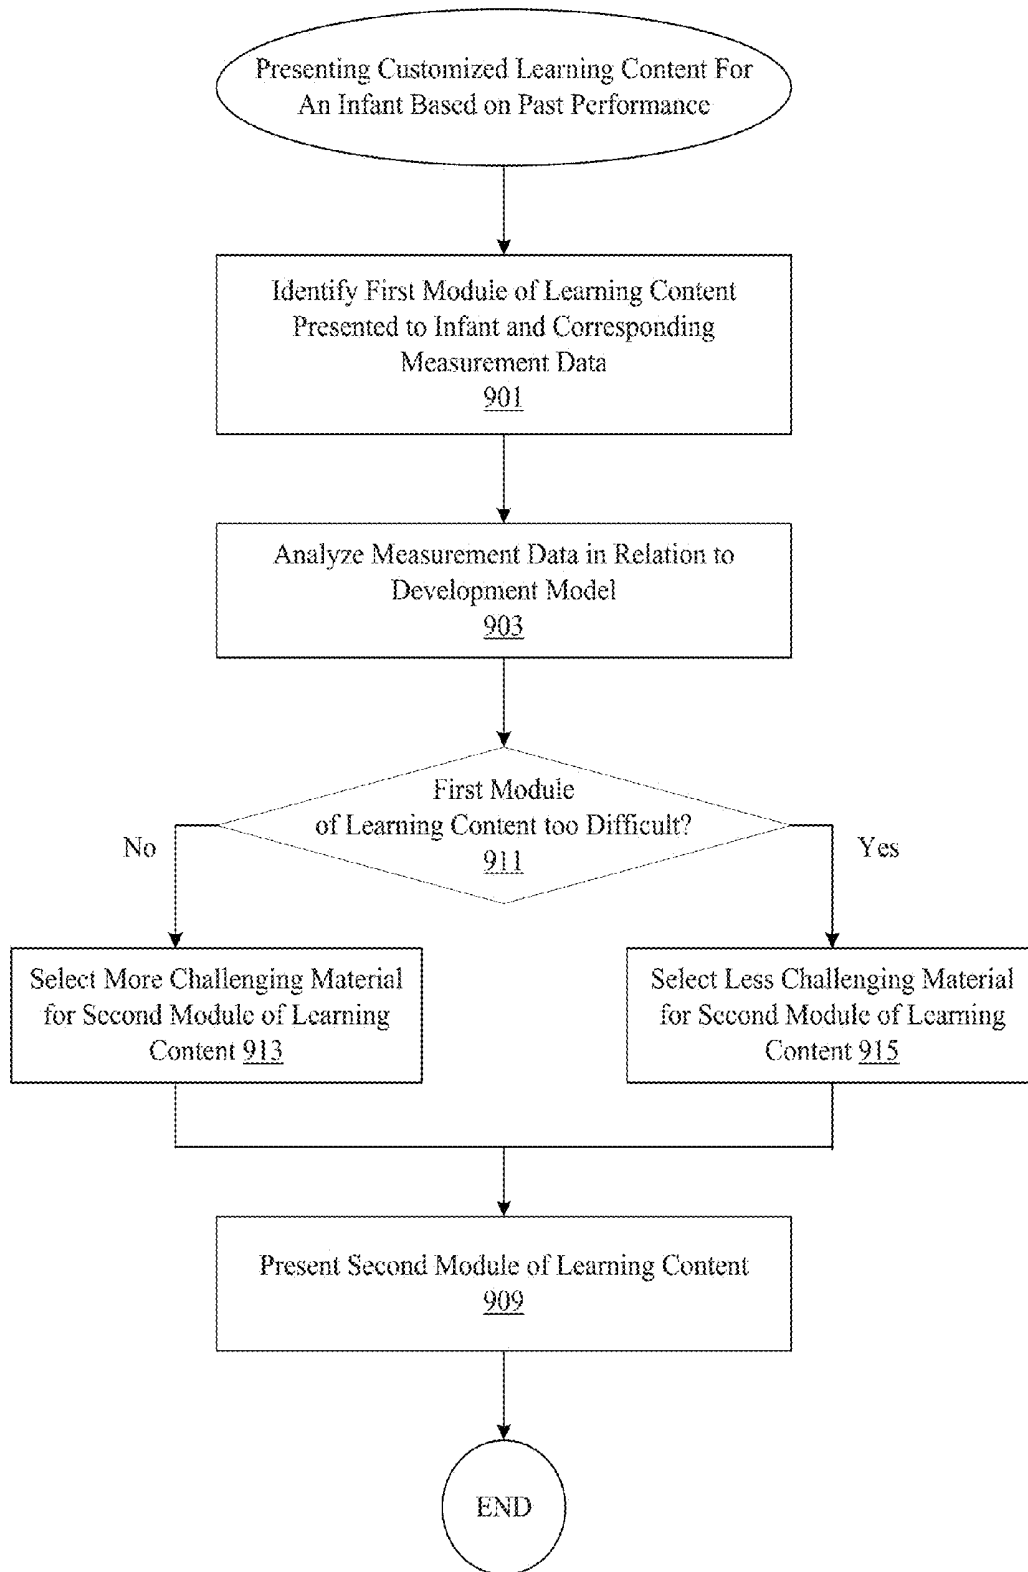 Presenting Customized Learning Content For
An Infant Based on Past Performance
Identify First Module of Learning Content
Presented to Infant and Corresponding
Measurement Data
901
Analyze Measurement Data in Relation to
Development Model
903
First Module
of Learning Content too Difficult?
911
No
Yes
Select More Challenging Material
for Second Module of Learning
Content 913
Select Less Challenging Material
for Second Module of Learning
Content 915
Present Second Module of Learning Content
909
END